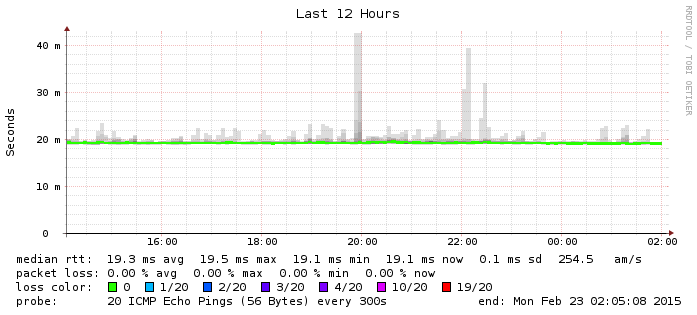 Last 12 Hours
RRDTOOL / TOBI OETIKER
Seconds
40 m
30 m
20 m
10 m
0
16:00 18:00 20:00 22:00 00:00 02:00
median rtt: 19.3 ms avg 19.5 ms max 19.1 ms min 19.1 ms now 0.1 ms sd 254.5 am/s
packet loss: 0.00 % avg 0.00 % max 0.00 % min 0.00 % now
loss color: 0 1/20 2/20 3/20 4/20 10/20 19/20
probe: 20 ICMP Echo Pings (56 Bytes) every 300s end: Mon Feb 23 02:05:08 2015